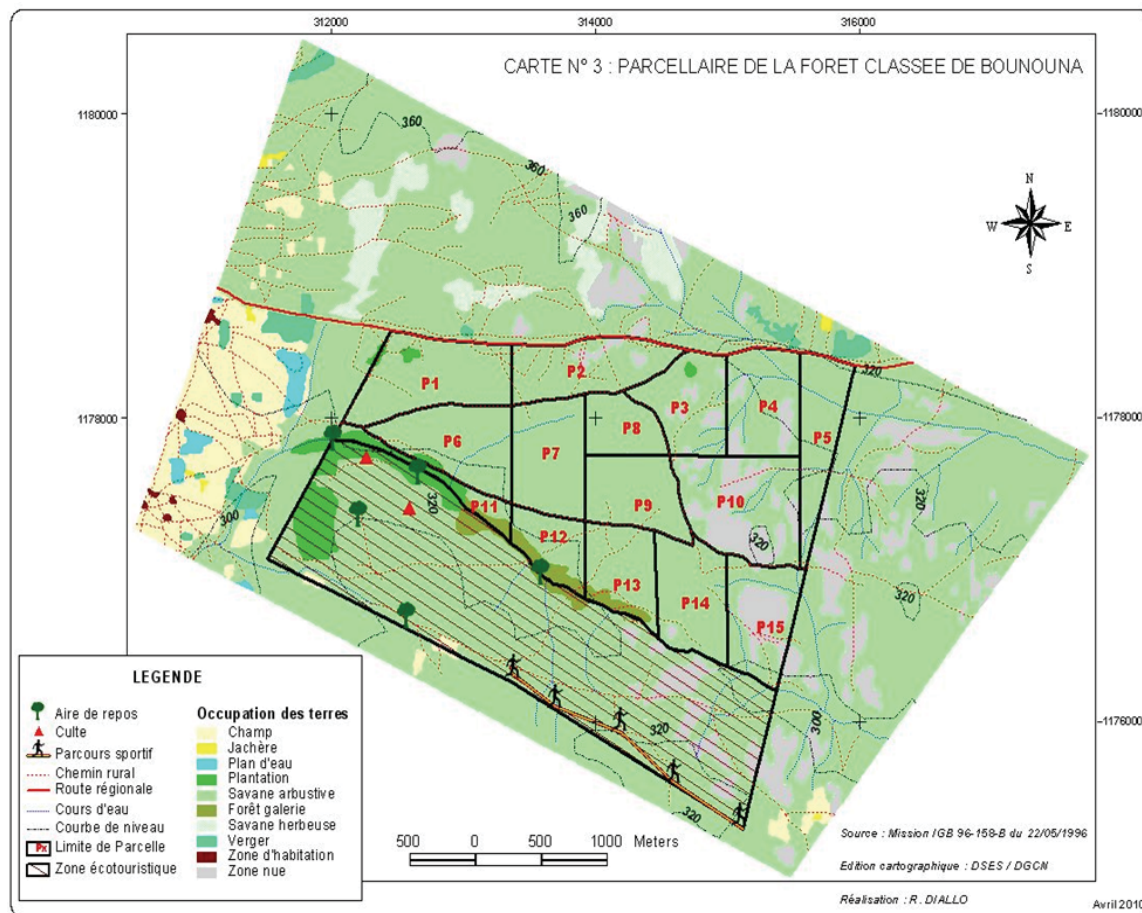 312000
314000
316000
CARTE N° 3 : PARCELLAIRE DE LA FORET CLASSEE DE BOUNOUNA
1180000
1180000
360
360
360
N
W
E
S
320
P1
P2
P3
P4
P5
1178000
1178000
P6
P7
P8
P9
P10
320
320
320
320
300
P11
P12
P13
P14
P15
1176000
1176000
320
300
320
LEGENDE
Aire de repos
Culte
Parcours sportif
Chemin rural
Route régionale
Cours d'eau
Courbe de niveau
Px Limite de Parcelle
Zone écotouristique
Occupation des terres
Champ
Jachère
Plan d'eau
Plantation
Savane arbustive
Forêt galerie
Savane herbeuse
Verger
Zone d'habitation
Zone nue
500 0 500 1000 Meters
Source : Mission IGB 96-158-B du 22/05/1996
Edition cartographique : DSES / DGCN
Réalisation : R. DIALLO
Avril 2010
312000
314000
316000